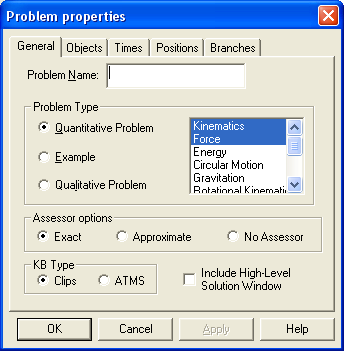 Problem properties
General Objects Times Positions Branches
Problem Name:
Problem Type
Quantitative Problem
Example
Qualitative Problem
Kinematics
Force
Energy
Circular Motion
Gravitation
Rotational Kinematic
Assessor options
Exact Approximate No Assessor
KB Type
Clips ATMS
Include High-Level
Solution Window
OK Cancel Apply Help